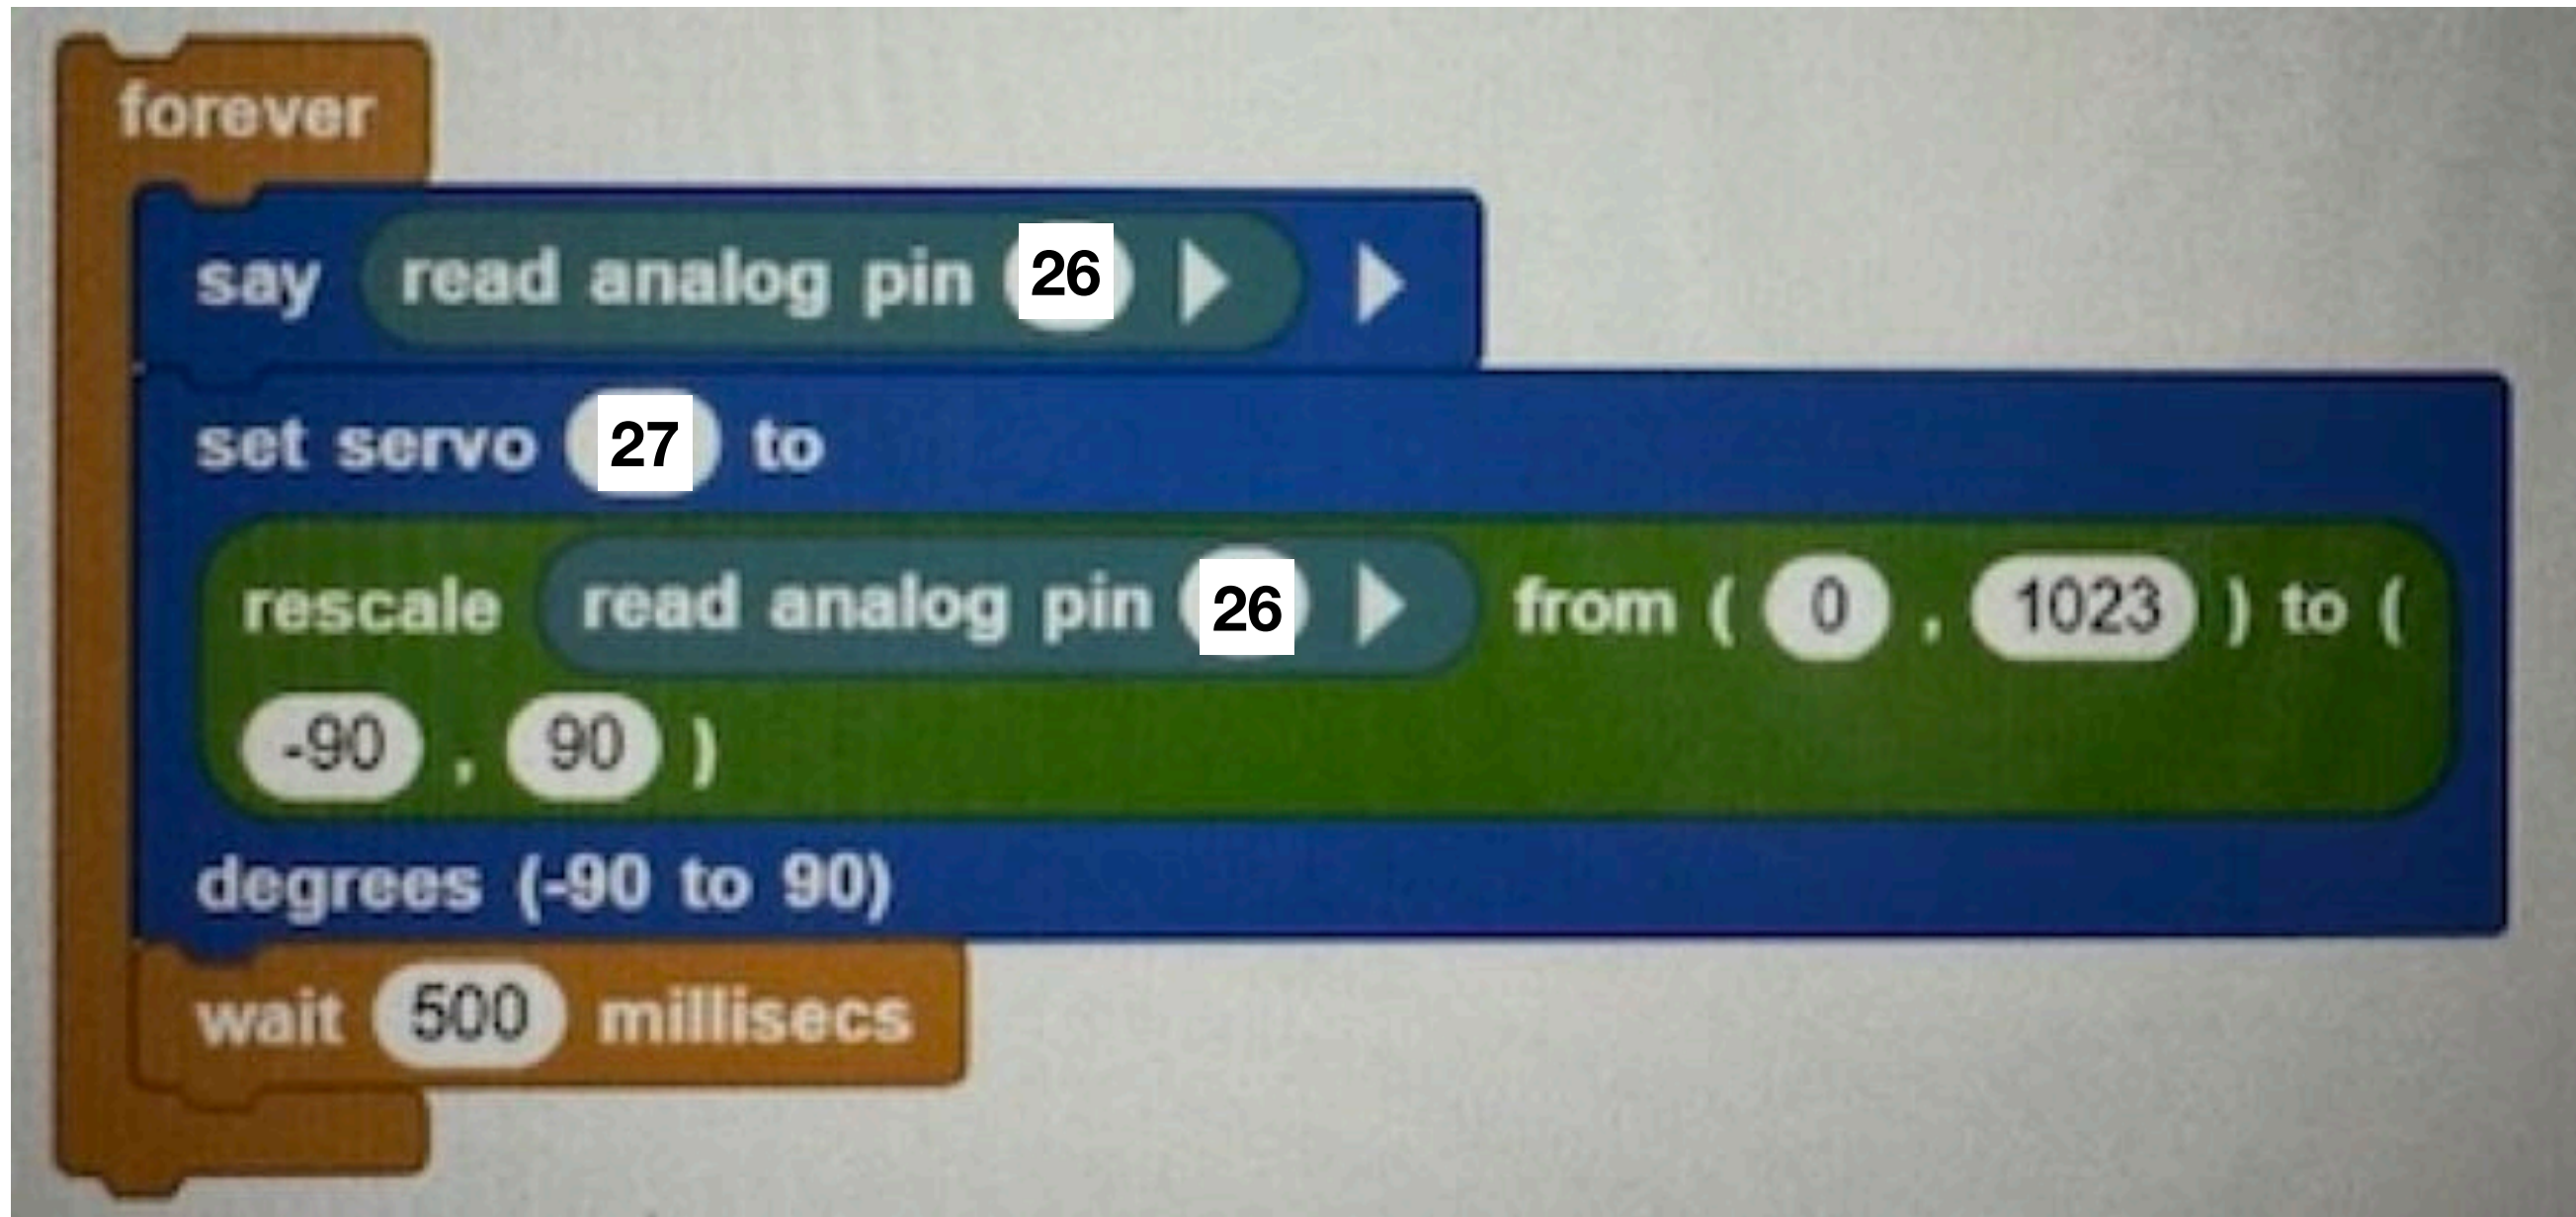 forever
say read analog pin 26
set servo 27 to
rescale read analog pin 26 from ( 0 , 1023 ) to (
-90 , 90 )
degrees (-90 to 90)
wait 500 millisecs